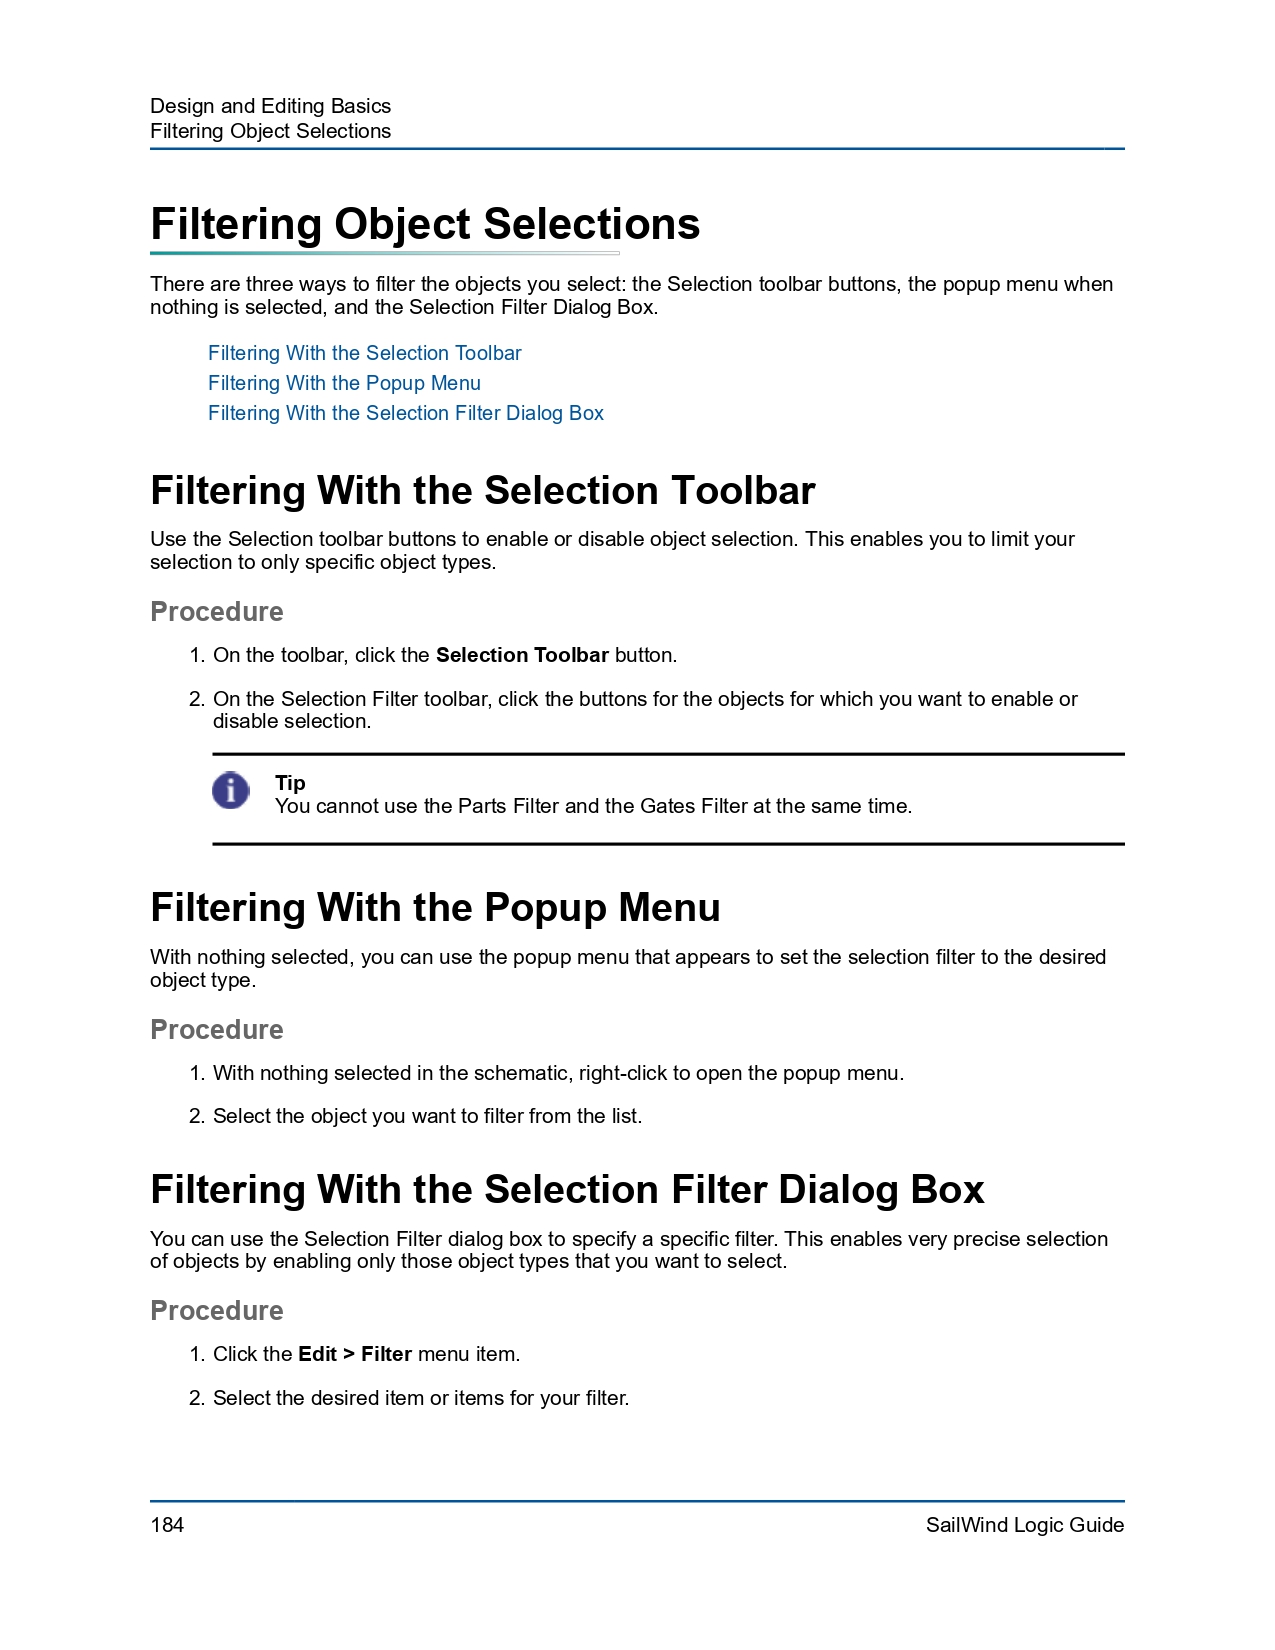 Design and Editing Basics
Filtering Object Selections
Filtering Object Selections
There are three ways to filter the objects you select: the Selection toolbar buttons, the popup menu when
nothing is selected, and the Selection Filter Dialog Box.
Filtering With the Selection Toolbar
Filtering With the Popup Menu
Filtering With the Selection Filter Dialog Box
Filtering With the Selection Toolbar
Use the Selection toolbar buttons to enable or disable object selection. This enables you to limit your
selection to only specific object types.
Procedure
1. On the toolbar, click the Selection Toolbar button.
2. On the Selection Filter toolbar, click the buttons for the objects for which you want to enable or
disable selection.
Tip
You cannot use the Parts Filter and the Gates Filter at the same time.
Filtering With the Popup Menu
With nothing selected, you can use the popup menu that appears to set the selection filter to the desired
object type.
Procedure
1. With nothing selected in the schematic, right-click to open the popup menu.
2. Select the object you want to filter from the list.
Filtering With the Selection Filter Dialog Box
You can use the Selection Filter dialog box to specify a specific filter. This enables very precise selection
of objects by enabling only those object types that you want to select.
Procedure
1. Click the Edit > Filter menu item.
2. Select the desired item or items for your filter.
184
SailWind Logic Guide